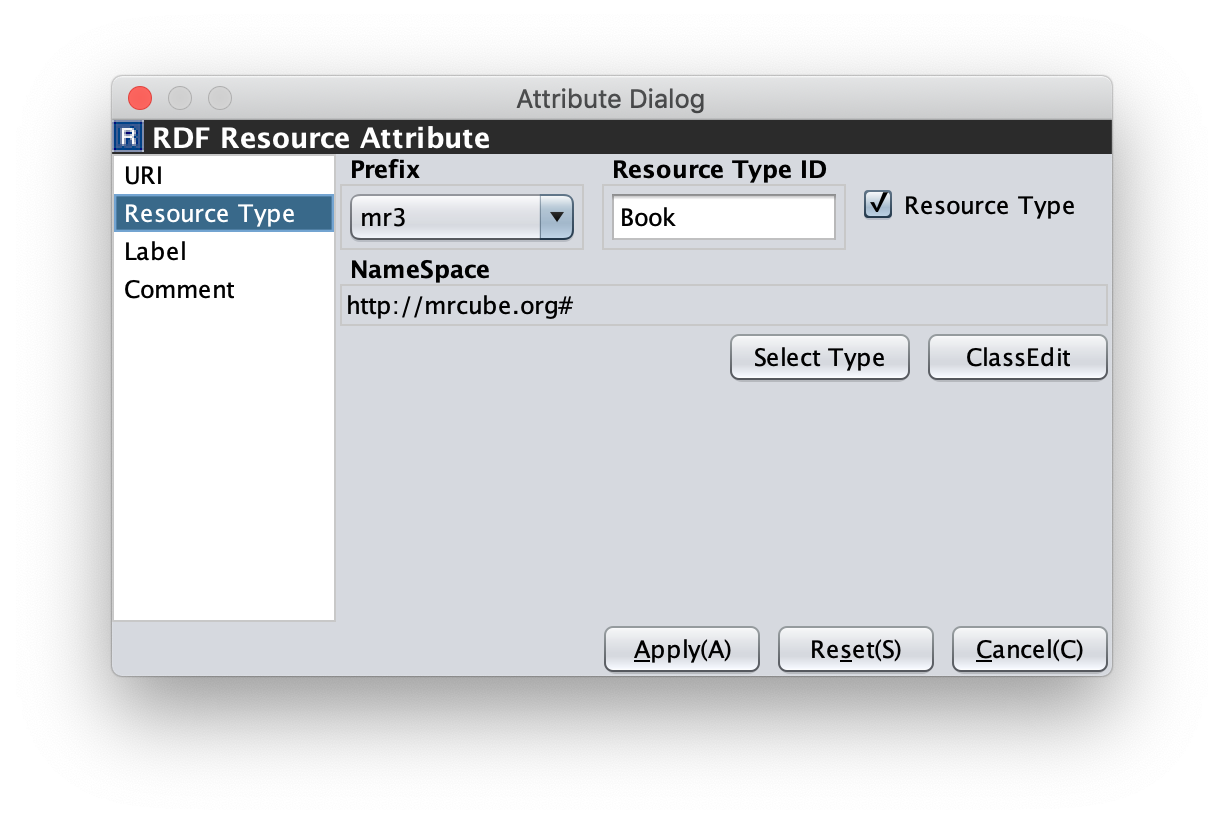 Attribute Dialog
R RDF Resource Attribute
URI
Resource Type
Label
Comment
Prefix
Resource Type ID
mr3
Book
Resource Type
NameSpace
http://mrcube.org#
Select Type
ClassEdit
Apply(A)
Reset(S)
Cancel(C)